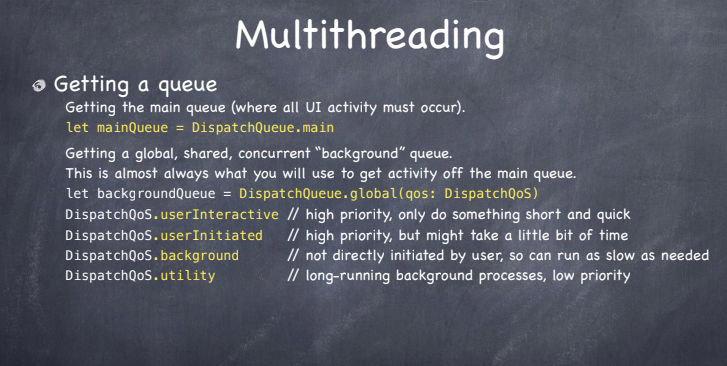 Multithreading
Getting a queue
Getting the main queue (where all UI activity must occur).
let mainQueue = DispatchQueue.main
Getting a global, shared, concurrent “background” queue.
This is almost always what you will use to get activity off the main queue.
let backgroundQueue = DispatchQueue.global(qos: DispatchQoS)
DispatchQoS.userInteractive // high priority, only do something short and quick
DispatchQoS.userInitiated // high priority, but might take a little bit of time
DispatchQoS.background // not directly initiated by user, so can run as slow as needed
DispatchQoS.utility // long-running background processes, low priority